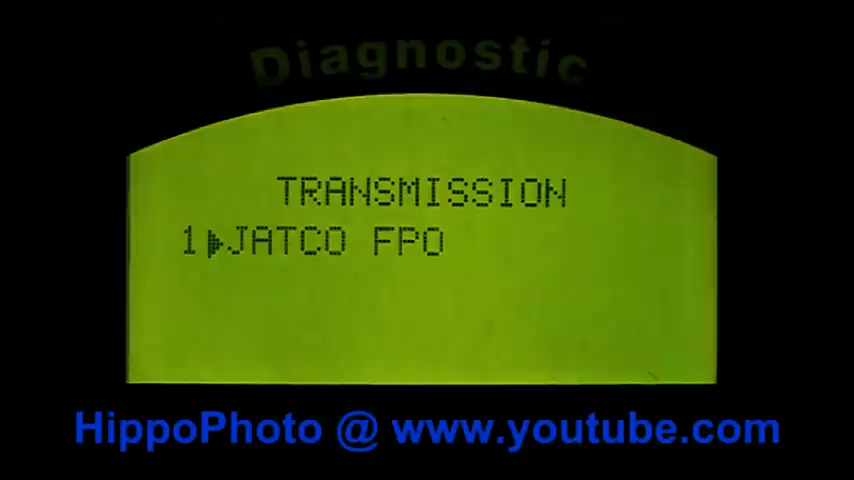 Diagnostic
TRANSMISSION
1▶JATCO FPO
HippoPhoto @ www.youtube.com